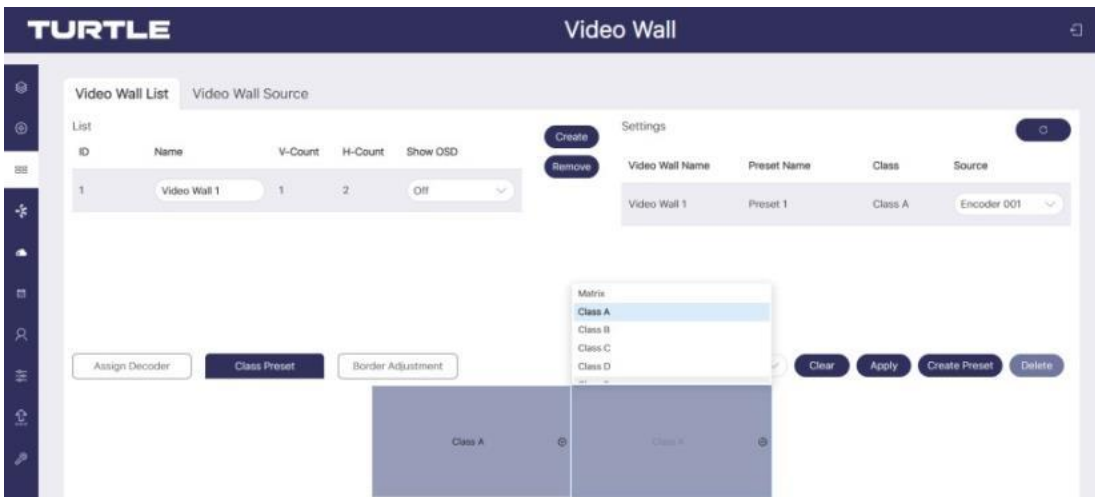 TURTLE
Video Wall
Video Wall List
Video Wall Source
List
ID Name V-Count H-Count Show OSD
1 Video Wall 1 1 2 Off
Create
Remove
Settings
Video Wall Name Preset Name Class Source
Video Wall 1 Preset 1 Class A Encoder 001
Matrix
Class A
Class B
Class C
Class D
Assign Decoder
Class Preset
Border Adjustment
Clear
Apply
Create Preset
Delete
Class A
Class A